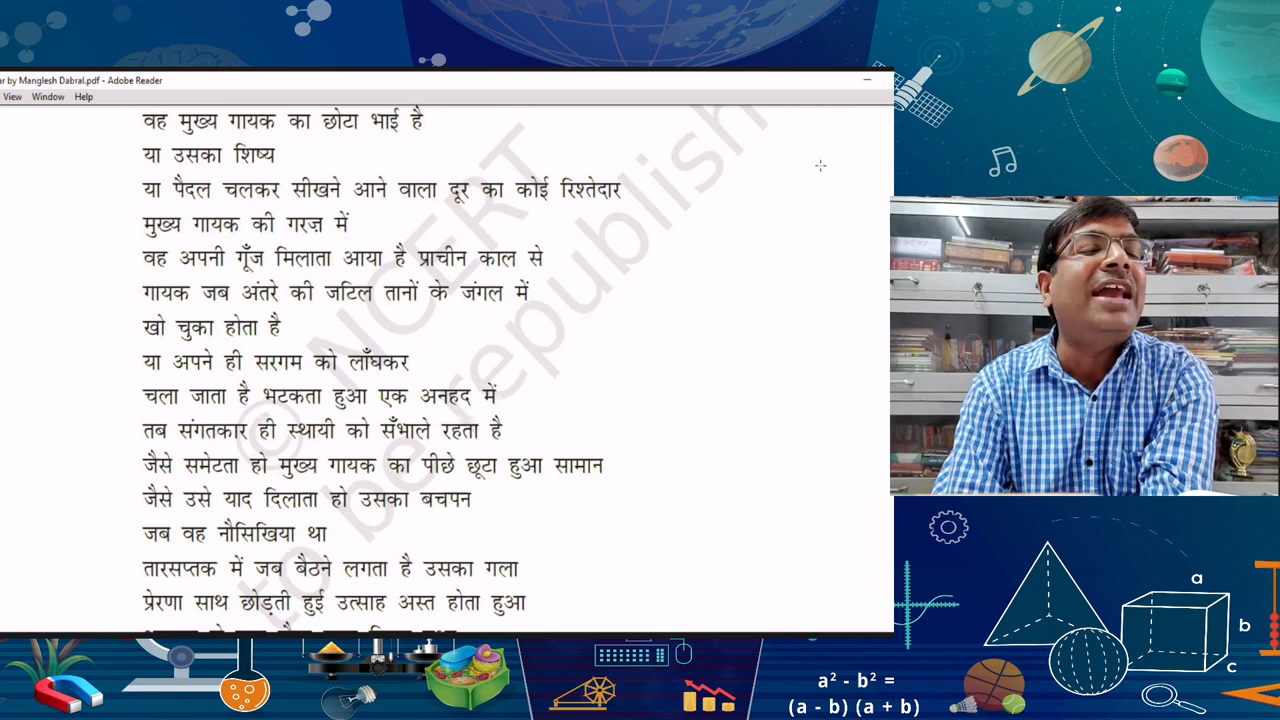 ar by Manglesh Dabral.pdf - Adobe Reader
View Window Help
वह मुख्य गायक का छोटा भाई है
या उसका शिष्य
या पैदल चलकर सीखने आने वाला दूर का कोई रिश्तेदार
मुख्य गायक की गरज में
वह अपनी गूँज मिलाता आया है प्राचीन काल से
गायक जब अंतरे की जटिल तानों के जंगल में
खो चुका होता है
या अपने ही सरगम को लाँघकर
चला जाता है भटकता हुआ एक अनहद में
तब संगतकार ही स्थायी को सँभाले रहता है
जैसे समेटता हो मुख्य गायक का पीछे छूटा हुआ सामान
जैसे उसे याद दिलाता हो उसका बचपन
जब वह नौसिखिया था
तारसप्तक में जब बैठने लगता है उसका गला
प्रेरणा साथ छोड़ती हुई उत्साह अस्त होता हुआ
© NCERT
to be republish
a
b
c
a² - b² =
(a - b) (a + b)